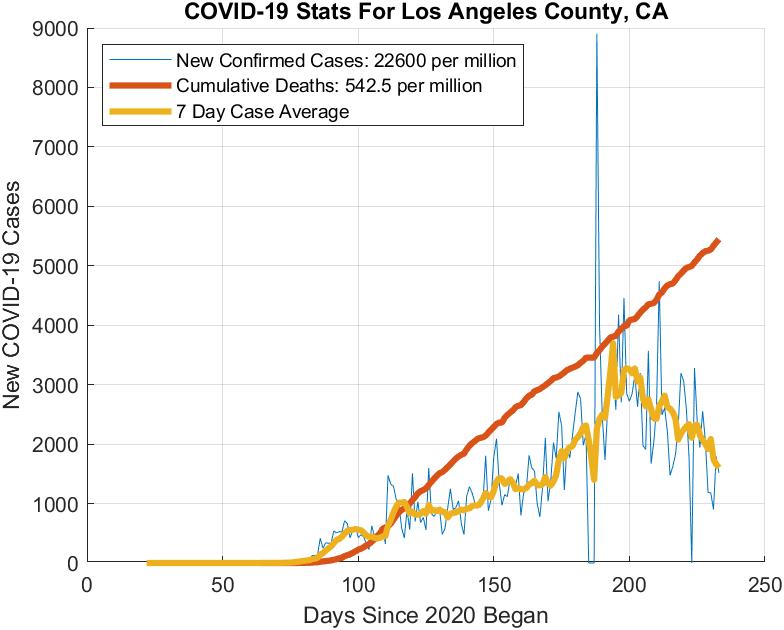 COVID-19 Stats For Los Angeles County, CA
New Confirmed Cases: 22600 per million
Cumulative Deaths: 542.5 per million
7 Day Case Average
New COVID-19 Cases
9000
8000
7000
6000
5000
4000
3000
2000
1000
0
0 50 100 150 200 250
Days Since 2020 Began